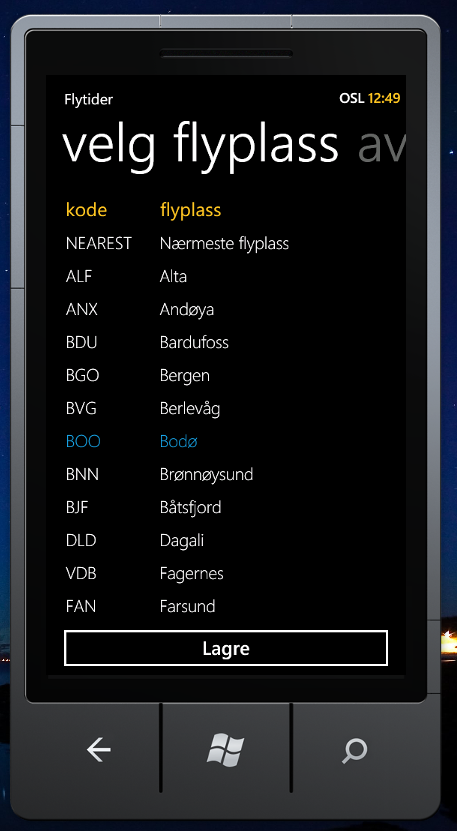 Flytider OSL 12:49
velg flyplass av
kode flyplass
NEAREST Nærmeste flyplass
ALF Alta
ANX Andøya
BDU Bardufoss
BGO Bergen
BVG Berlevåg
BOO Bodø
BNN Brønnøysund
BJF Båtsfjord
DLD Dagali
VDB Fagernes
FAN Farsund
Lagre